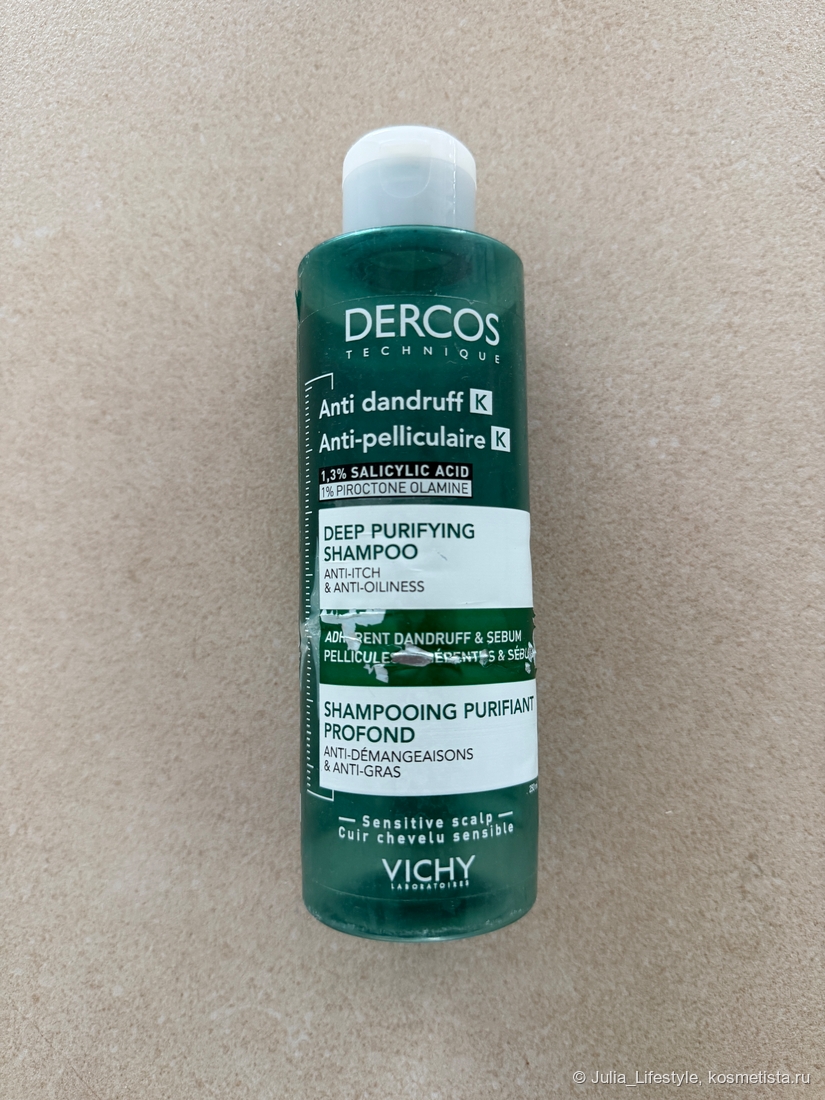 DERCOS
TECHNIQUE
Anti dandruff K
Anti-pelliculaire K
1,3% SALICYLIC ACID
1% PIROCTONE OLAMINE
DEEP PURIFYING
SHAMPOO
ANTI-ITCH
& ANTI-OILINESS
DANDRUFF & SEBUM
& SÉBU
SHAMPOOING PURIFIANT
PROFOND
ANTI-DÉMANGEAISONS
& ANTI-GRAS
Sensitive scalp
Cuir chevelu sensible
VICHY
LABORATOIRES
© Julia_Lifestyle, kosmetista.ru